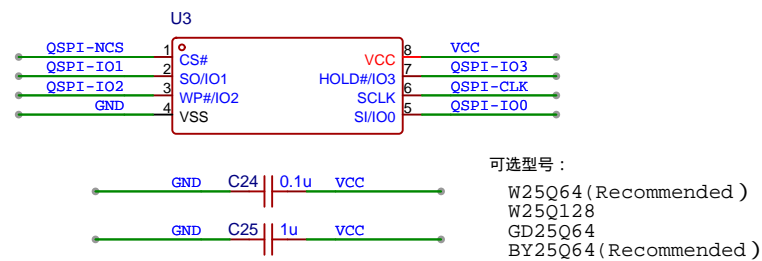 U3
QSPI-NCS 1 CS# VCC 8 VCC
QSPI-IO1 2 SO/IO1 HOLD#/IO3 7 QSPI-IO3
QSPI-IO2 3 WP#/IO2 SCLK 6 QSPI-CLK
GND 4 VSS SI/IO0 5 QSPI-IO0
GND C24 0.1u VCC
GND C25 1u VCC
可选型号：
W25Q64(Recommended)
W25Q128
GD25Q64
BY25Q64(Recommended)